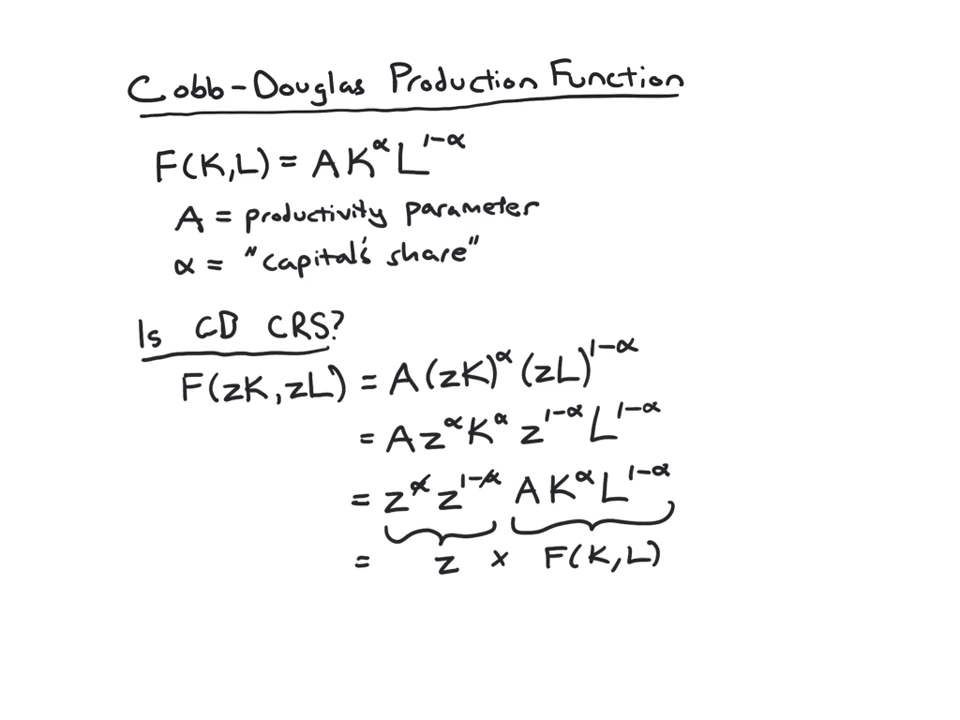 Cobb-Douglas Production Function
F(K,L) = AK^α L^{1-α}
A = productivity parameter
α = "capital's share"
Is CD CRS?
F(zK,zL) = A(zK)^α (zL)^{1-α}
= Az^α K^α z^{1-α} L^{1-α}
= z^α z^{1-α} AK^α L^{1-α}
= z × F(K,L)